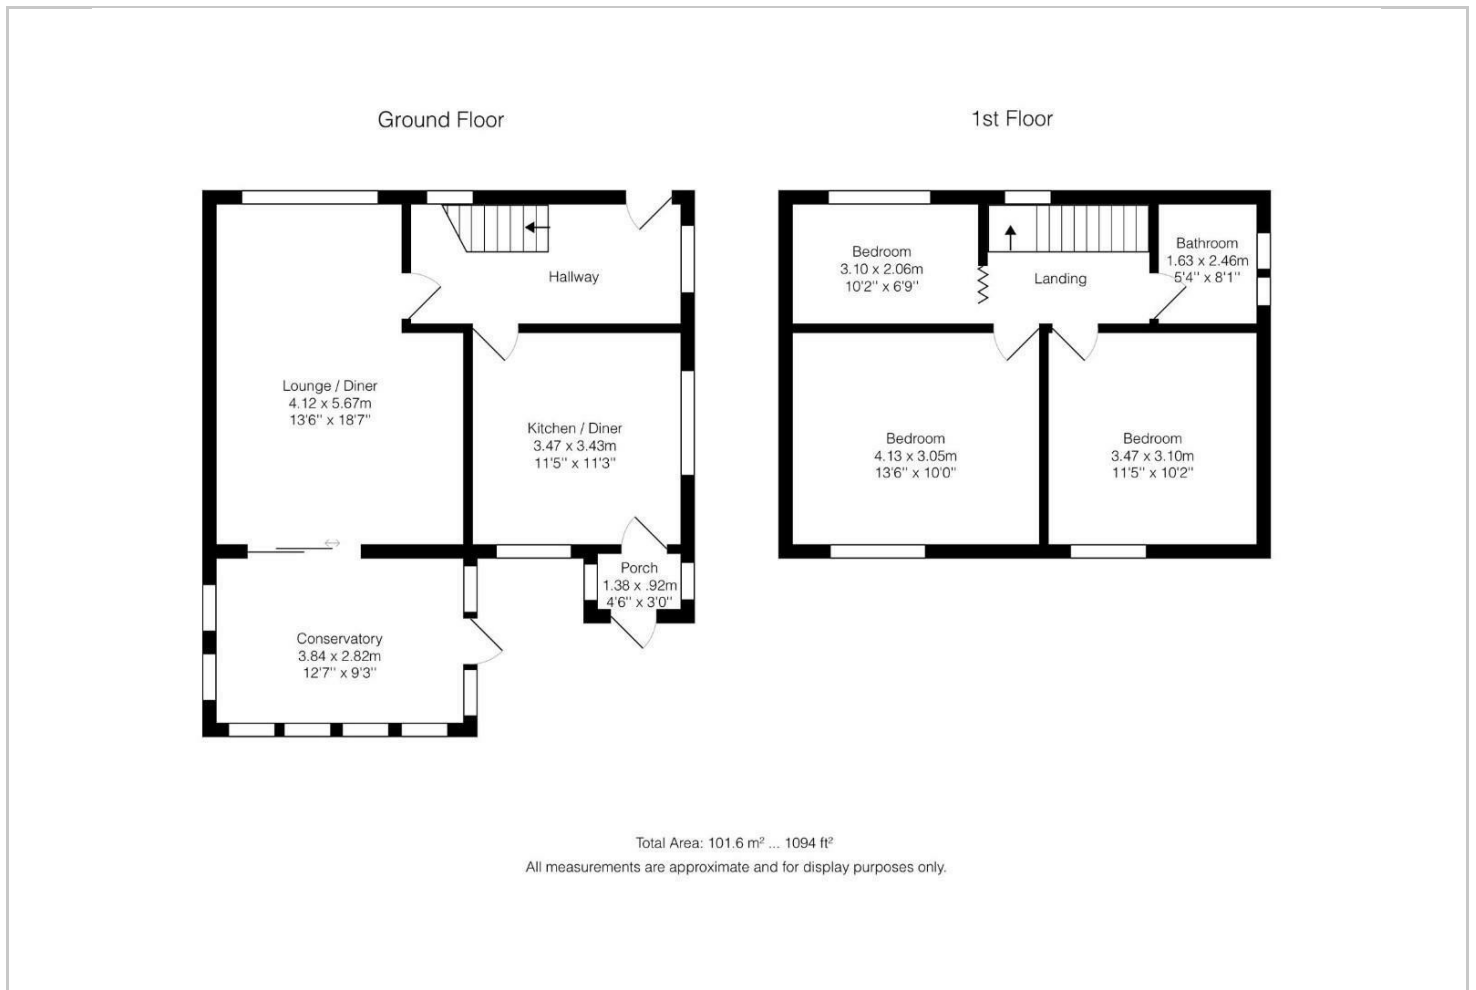 Ground Floor
1st Floor
Hallway
Lounge / Diner
4.12 x 5.67m
13'6'' x 18'7''
Kitchen / Diner
3.47 x 3.43m
11'5'' x 11'3''
Porch
1.38 x .92m
4'6'' x 3'0''
Conservatory
3.84 x 2.82m
12'7'' x 9'3''
Bedroom
3.10 x 2.06m
10'2'' x 6'9''
Landing
Bathroom
1.63 x 2.46m
5'4'' x 8'1''
Bedroom
4.13 x 3.05m
13'6'' x 10'0''
Bedroom
3.47 x 3.10m
11'5'' x 10'2''
Total Area: 101.6 m² ... 1094 ft²
All measurements are approximate and for display purposes only.